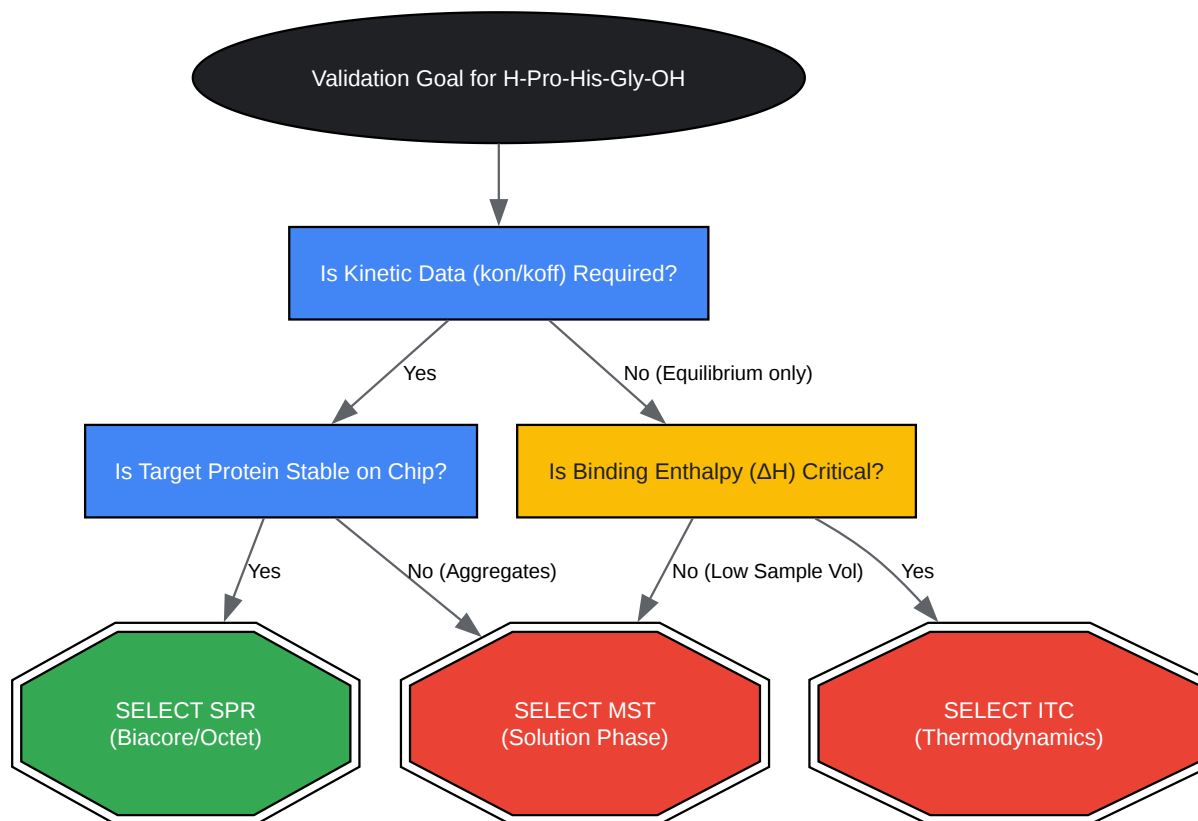 Validation Goal for H-Pro-His-Gly-OH
Is Kinetic Data (kon/koff) Required?
Yes
No (Equilibrium only)
Is Target Protein Stable on Chip?
Is Binding Enthalpy (ΔH) Critical?
Yes
No (Aggregates)
No (Low Sample Vol)
Yes
SELECT SPR
(Biacore/Octet)
SELECT MST
(Solution Phase)
SELECT ITC
(Thermodynamics)